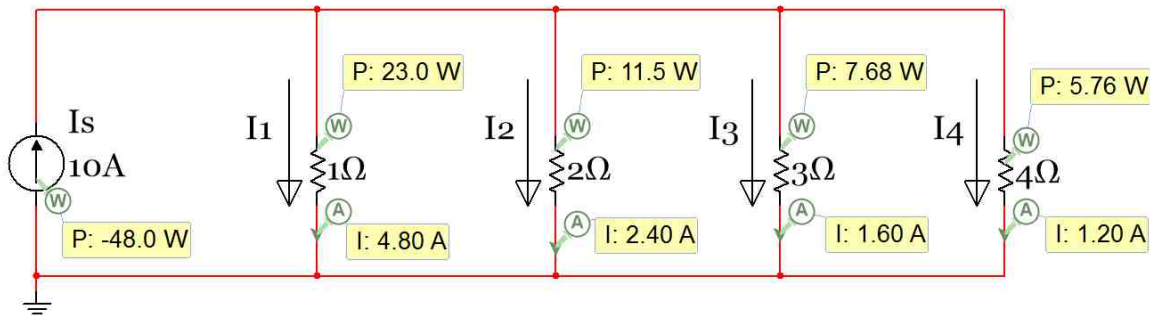 P: 23.0 W
P: 11.5 W
P: 7.68 W
P: 5.76 W
Is
10A
I1
I2
I3
I4
W
W
W
W
1Ω
2Ω
3Ω
4Ω
W
A
A
A
A
P: -48.0 W
I: 4.80 A
I: 2.40 A
I: 1.60 A
I: 1.20 A